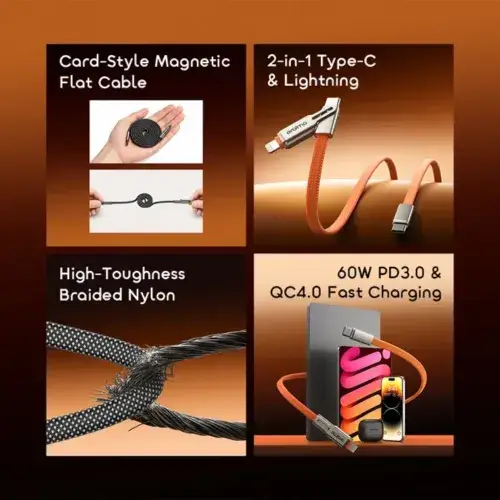 Card-Style Magnetic
Flat Cable
2-in-1 Type-C
& Lightning
oraimo
High-Toughness
Braided Nylon
60W PD3.0 &
QC4.0 Fast Charging